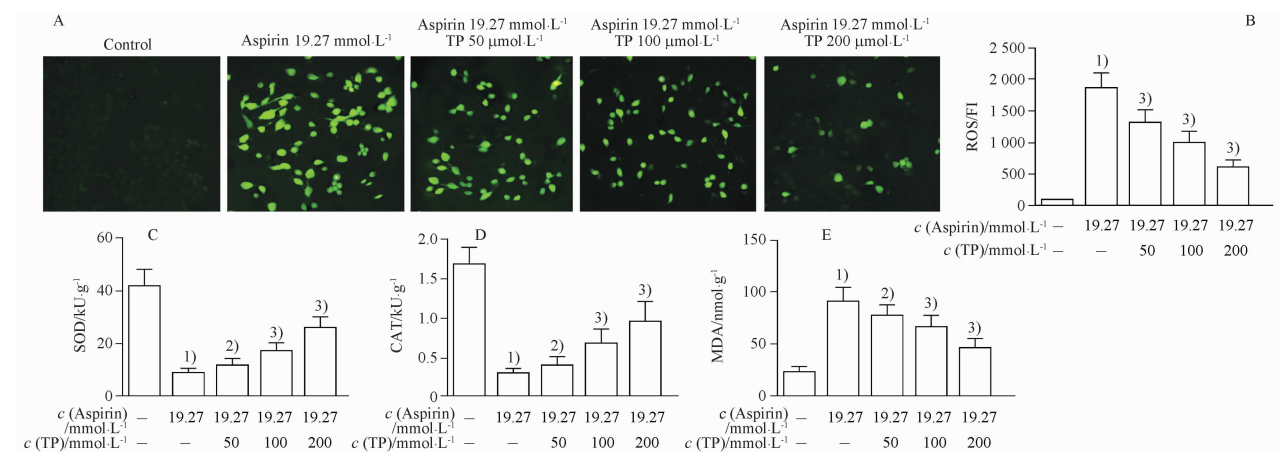 A
Control
Aspirin 19.27 mmol·L-1
Aspirin 19.27 mmol·L-1
TP 50 μmol·L-1
Aspirin 19.27 mmol·L-1
TP 100 μmol·L-1
Aspirin 19.27 mmol·L-1
TP 200 μmol·L-1
B
ROS/FI
2 500
2 000
1 500
1 000
500
0
1)
3)
3)
3)
c (Aspirin)/mmol·L-1 – 19.27 19.27 19.27 19.27
c (TP)/mmol·L-1 – – 50 100 200
C
SOD/kU·g-1
60
40
20
0
1)
2)
3)
3)
c (Aspirin) – 19.27 19.27 19.27 19.27
/mmol·L-1
c (TP)/mmol·L-1 – – 50 100 200
D
CAT/kU·g-1
2.0
1.5
1.0
0.5
0
1)
2)
3)
3)
c (Aspirin) – 19.27 19.27 19.27 19.27
/mmol·L-1
c (TP)/mmol·L-1 – – 50 100 200
E
MDA/nmol·g-1
150
100
50
0
1)
2)
3)
3)
c (Aspirin) – 19.27 19.27 19.27 19.27
/mmol·L-1
c (TP)/mmol·L-1 – – 50 100 200